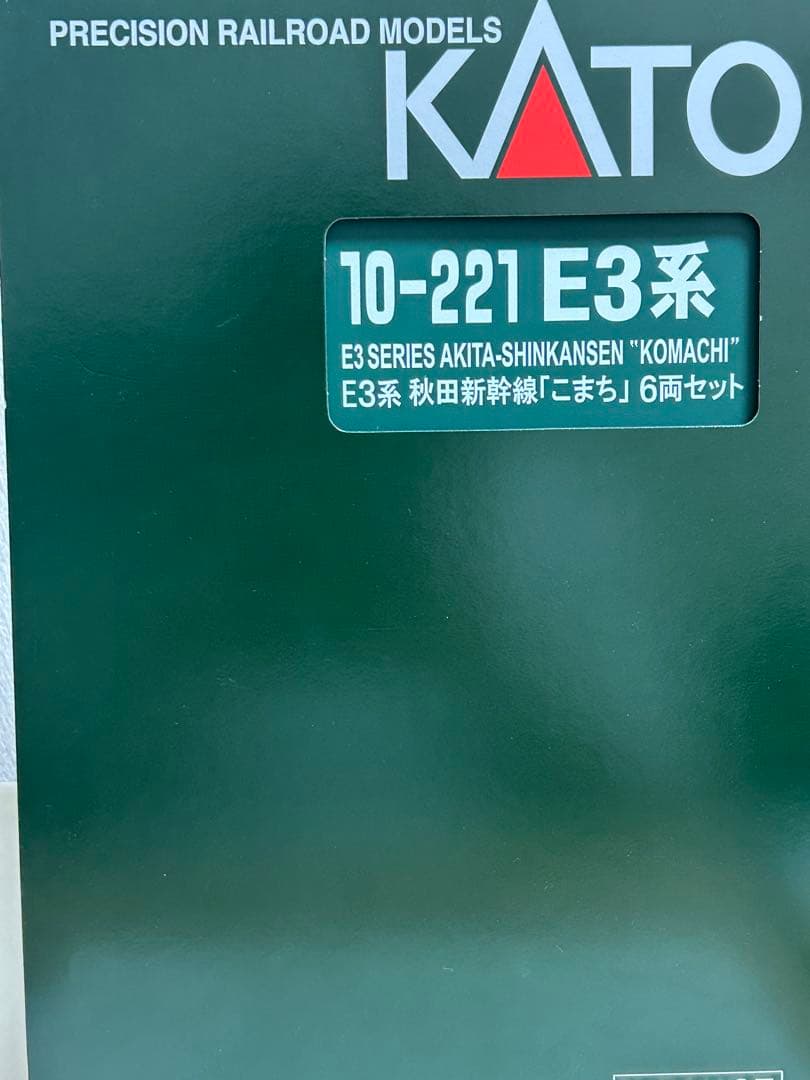 PRECISION RAILROAD MODELS
KATO
10-221 E3系
E3 SERIES AKITA-SHINKANSEN "KOMACHI"
E3系 秋田新幹線「こまち」 6両セット